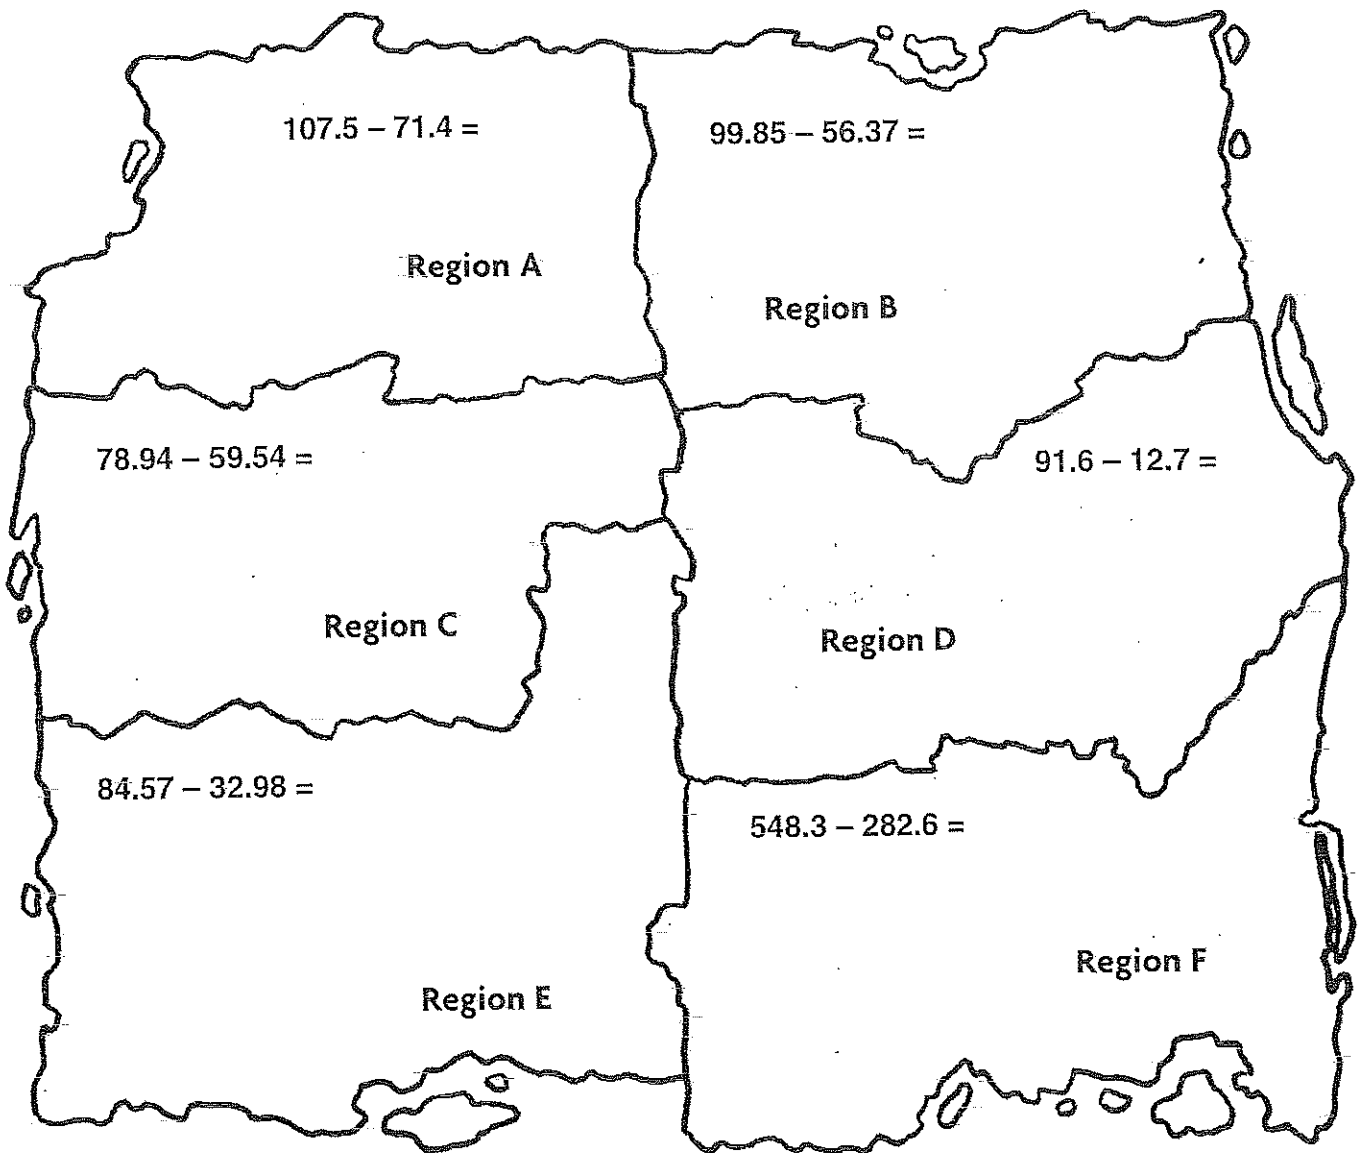 107.5 – 71.4 =
99.85 – 56.37 =
Region A
Region B
78.94 – 59.54 =
91.6 – 12.7 =
Region C
Region D
84.57 – 32.98 =
548.3 – 282.6 =
Region F
Region E